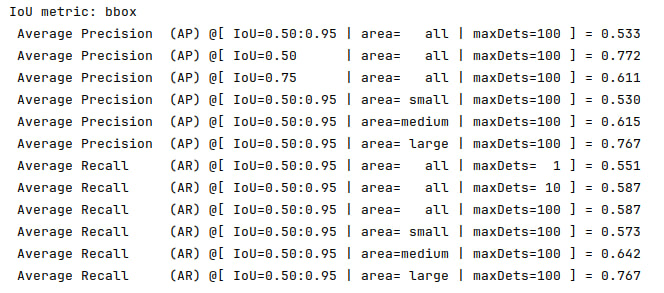 IoU metric: bbox
 Average Precision  (AP) @[ IoU=0.50:0.95 | area=   all | maxDets=100 ] = 0.533
 Average Precision  (AP) @[ IoU=0.50      | area=   all | maxDets=100 ] = 0.772
 Average Precision  (AP) @[ IoU=0.75      | area=   all | maxDets=100 ] = 0.611
 Average Precision  (AP) @[ IoU=0.50:0.95 | area= small | maxDets=100 ] = 0.530
 Average Precision  (AP) @[ IoU=0.50:0.95 | area=medium | maxDets=100 ] = 0.615
 Average Precision  (AP) @[ IoU=0.50:0.95 | area= large | maxDets=100 ] = 0.767
 Average Recall     (AR) @[ IoU=0.50:0.95 | area=   all | maxDets=  1 ] = 0.551
 Average Recall     (AR) @[ IoU=0.50:0.95 | area=   all | maxDets= 10 ] = 0.587
 Average Recall     (AR) @[ IoU=0.50:0.95 | area=   all | maxDets=100 ] = 0.587
 Average Recall     (AR) @[ IoU=0.50:0.95 | area= small | maxDets=100 ] = 0.573
 Average Recall     (AR) @[ IoU=0.50:0.95 | area=medium | maxDets=100 ] = 0.642
 Average Recall     (AR) @[ IoU=0.50:0.95 | area= large | maxDets=100 ] = 0.767